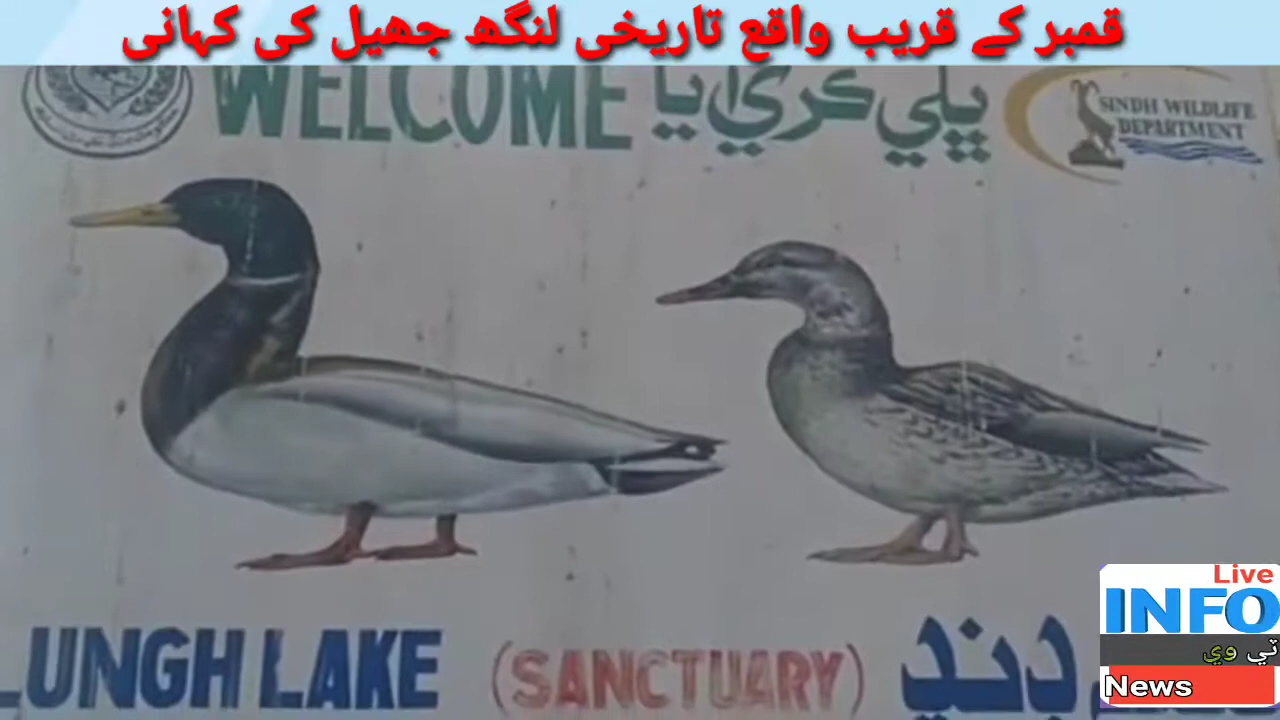 قمبر کے قریب واقع تاریخی لنگھ جھیل کی کہانی
WELCOME ڀلي ڪري آيا
SINDH WILDLIFE
DEPARTMENT
LUNGH LAKE (SANCTUARY) ڍنڍ
Live
INFO
ٽي وي
News